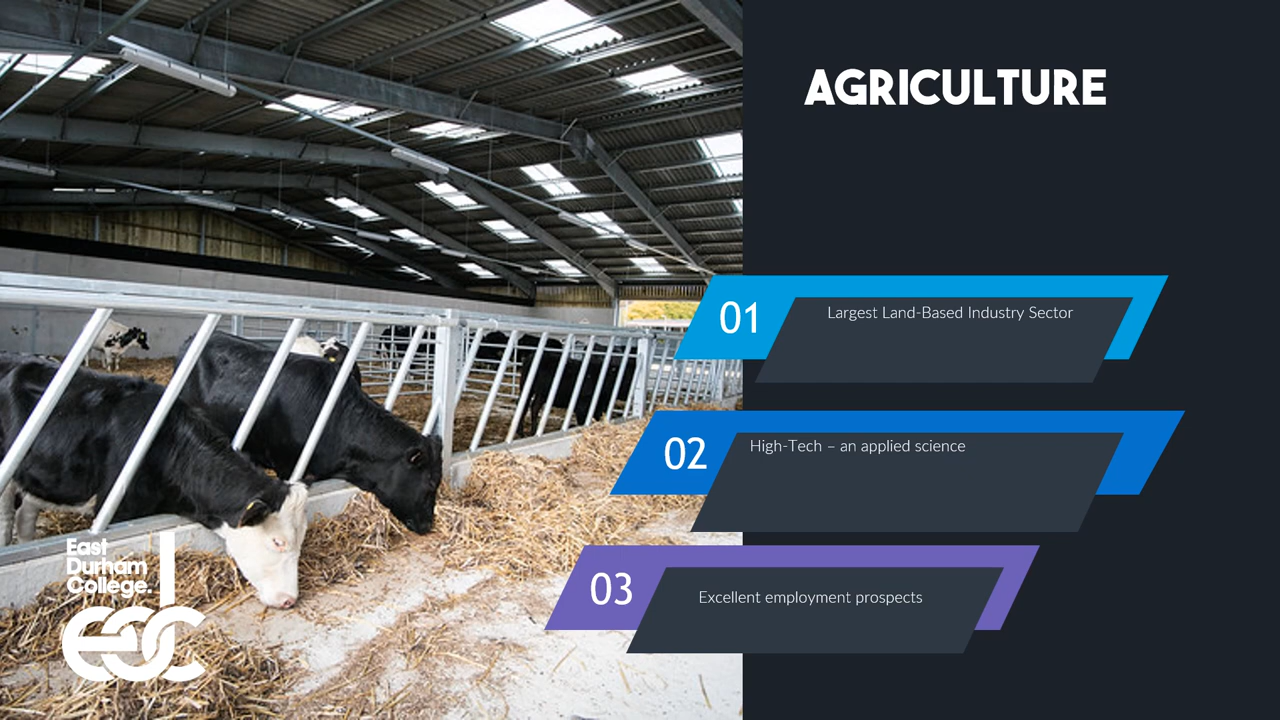 AGRICULTURE
01
Largest Land-Based Industry Sector
02
High-Tech – an applied science
03
Excellent employment prospects
East
Durham
College.
edc